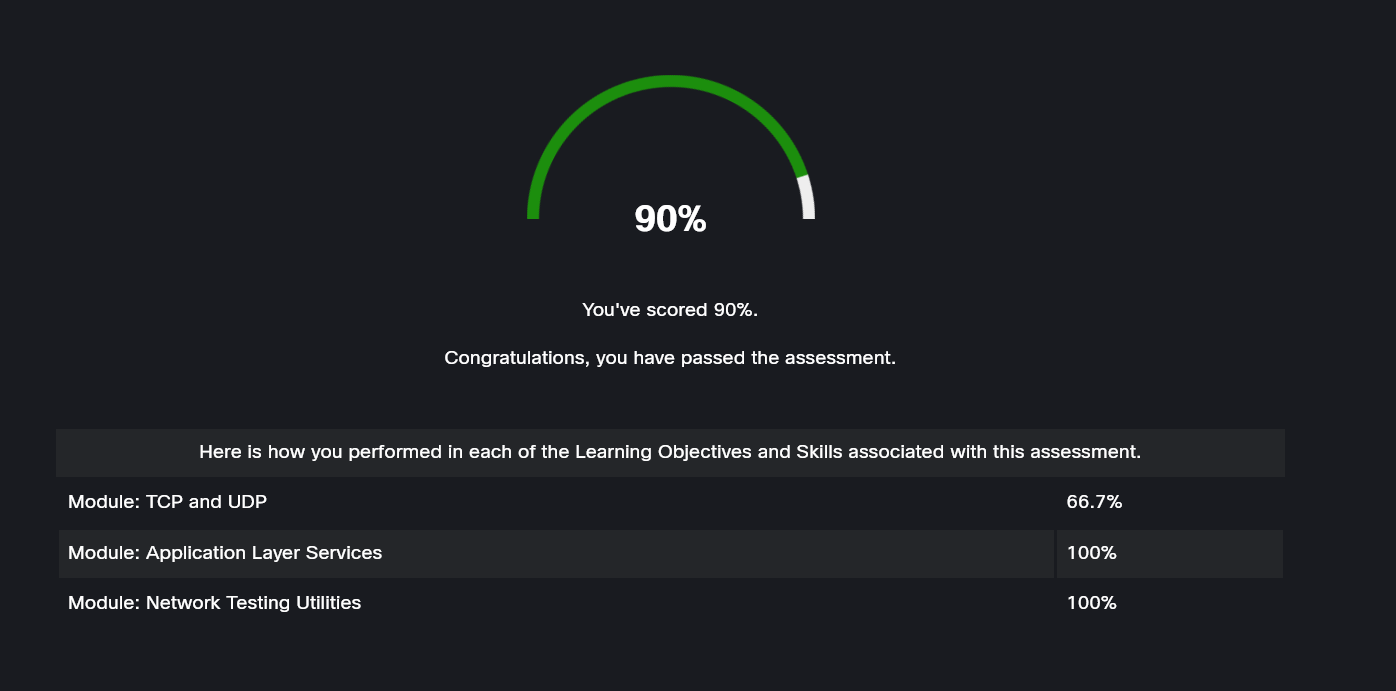 90%
You've scored 90%.
Congratulations, you have passed the assessment.
Here is how you performed in each of the Learning Objectives and Skills associated with this assessment.
Module: TCP and UDP 66.7%
Module: Application Layer Services 100%
Module: Network Testing Utilities 100%